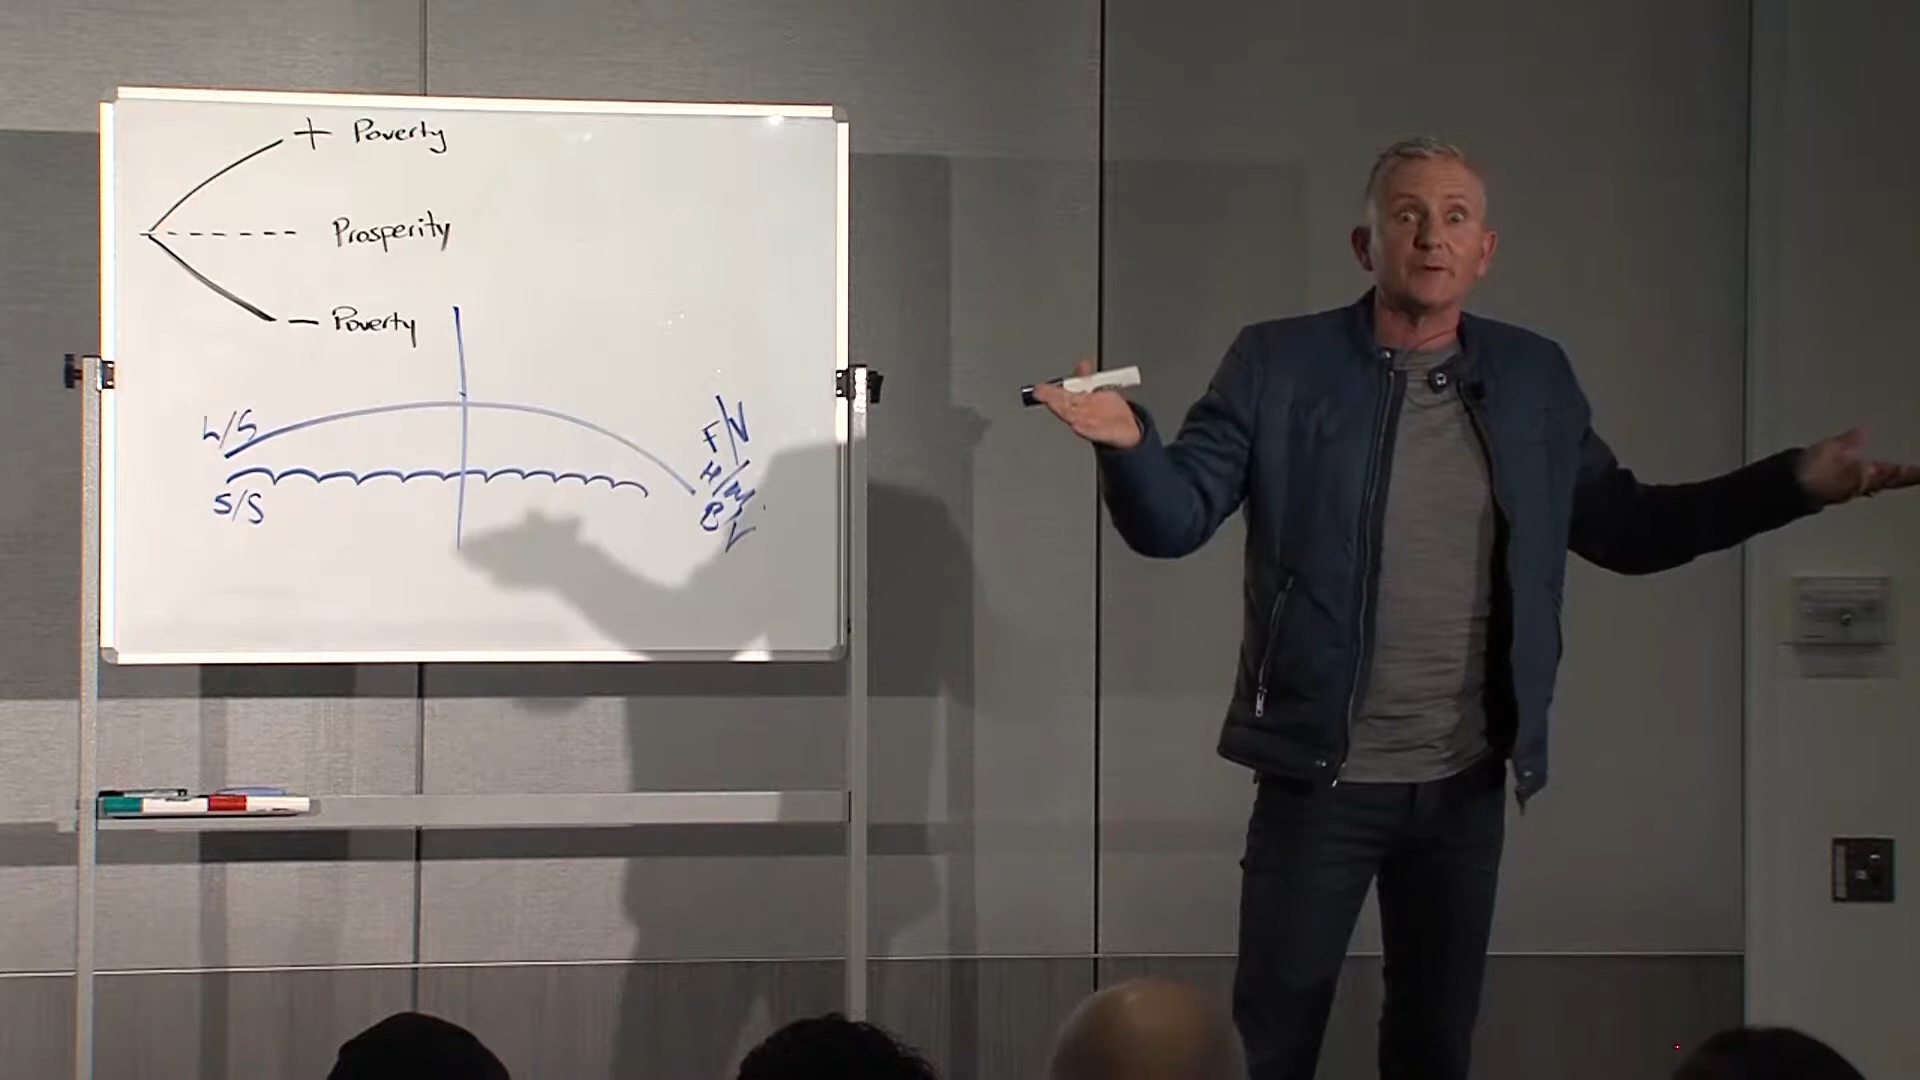 + Poverty
Prosperity
- Poverty
L/S
S/S
F/V
H/M
B/V